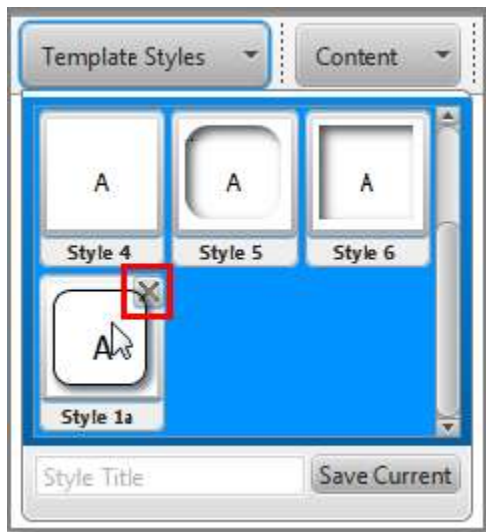 Template Styles Content
A A A
Style 4 Style 5 Style 6
A
Style 1a
Style Title Save Current